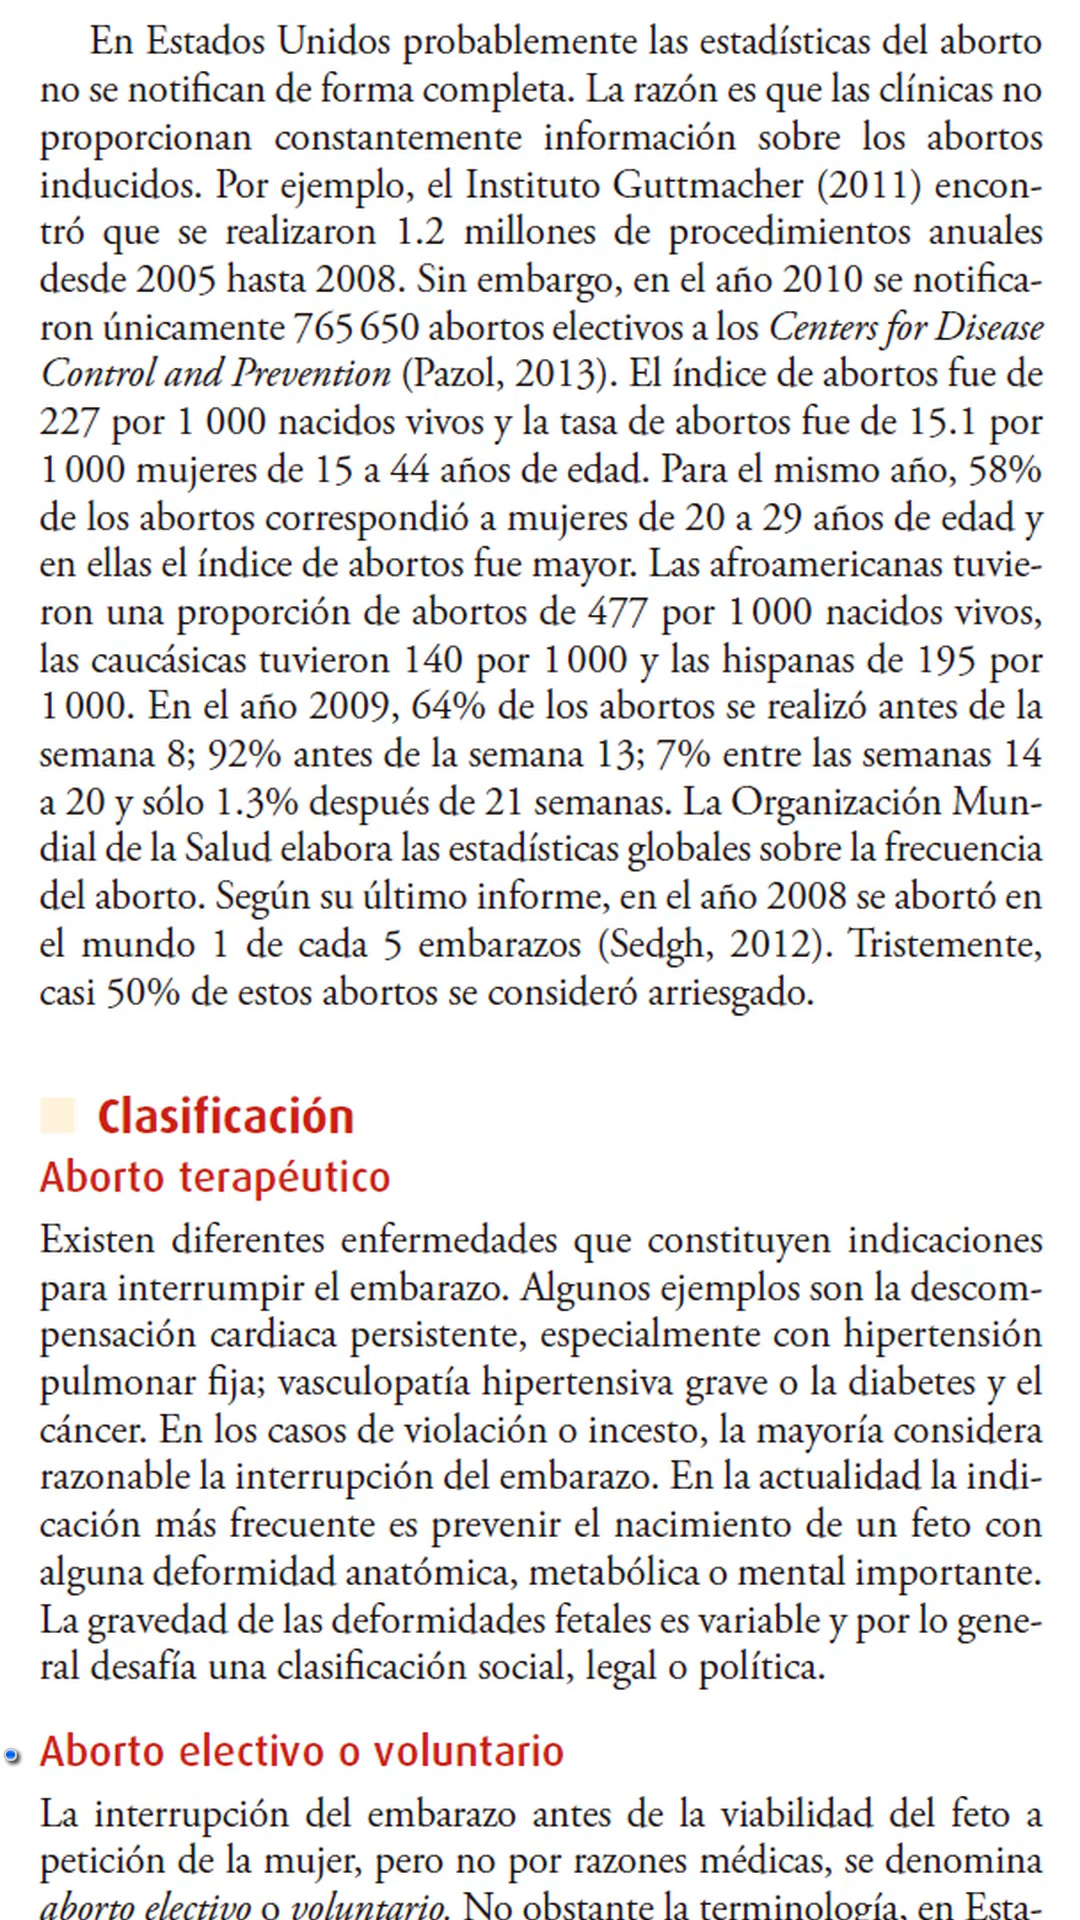 En Estados Unidos probablemente las estadísticas del aborto
no se notifican de forma completa. La razón es que las clínicas no
proporcionan constantemente información sobre los abortos
inducidos. Por ejemplo, el Instituto Guttmacher (2011) encon-
tró que se realizaron 1.2 millones de procedimientos anuales
desde 2005 hasta 2008. Sin embargo, en el año 2010 se notifica-
ron únicamente 765 650 abortos electivos a los Centers for Disease
Control and Prevention (Pazol, 2013). El índice de abortos fue de
227 por 1 000 nacidos vivos y la tasa de abortos fue de 15.1 por
1 000 mujeres de 15 a 44 años de edad. Para el mismo año, 58%
de los abortos correspondió a mujeres de 20 a 29 años de edad y
en ellas el índice de abortos fue mayor. Las afroamericanas tuvie-
ron una proporción de abortos de 477 por 1 000 nacidos vivos,
las caucásicas tuvieron 140 por 1 000 y las hispanas de 195 por
1 000. En el año 2009, 64% de los abortos se realizó antes de la
semana 8; 92% antes de la semana 13; 7% entre las semanas 14
a 20 y sólo 1.3% después de 21 semanas. La Organización Mun-
dial de la Salud elabora las estadísticas globales sobre la frecuencia
del aborto. Según su último informe, en el año 2008 se abortó en
el mundo 1 de cada 5 embarazos (Sedgh, 2012). Tristemente,
casi 50% de estos abortos se consideró arriesgado.
Clasificación
Aborto terapéutico
Existen diferentes enfermedades que constituyen indicaciones
para interrumpir el embarazo. Algunos ejemplos son la descom-
pensación cardiaca persistente, especialmente con hipertensión
pulmonar fija; vasculopatía hipertensiva grave o la diabetes y el
cáncer. En los casos de violación o incesto, la mayoría considera
razonable la interrupción del embarazo. En la actualidad la indi-
cación más frecuente es prevenir el nacimiento de un feto con
alguna deformidad anatómica, metabólica o mental importante.
La gravedad de las deformidades fetales es variable y por lo gene-
ral desafía una clasificación social, legal o política.
Aborto electivo o voluntario
La interrupción del embarazo antes de la viabilidad del feto a
petición de la mujer, pero no por razones médicas, se denomina
aborto electivo o voluntario. No obstante la terminología, en Esta-